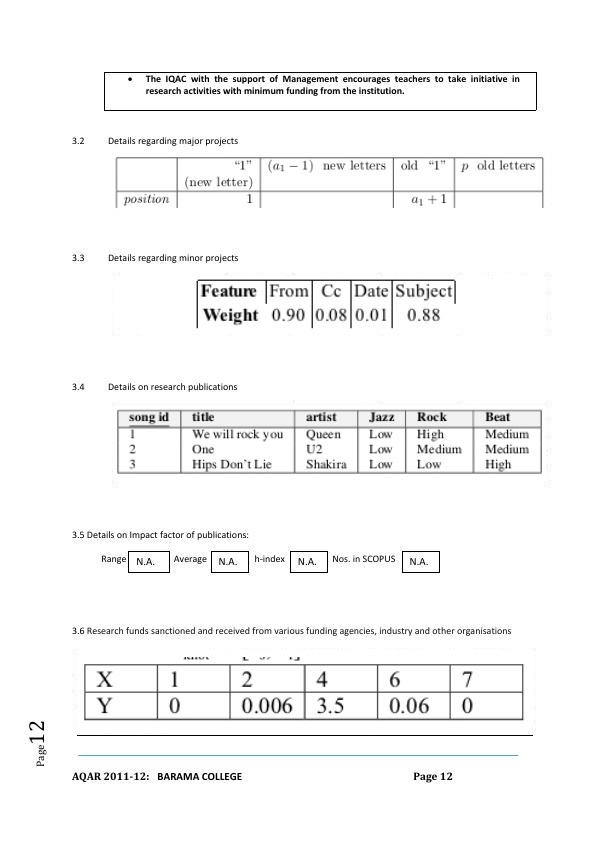 • The IQAC with the support of Management encourages teachers to take initiative in
research activities with minimum funding from the institution.
3.2 Details regarding major projects
“1” (a₁ − 1) new letters old “1” p old letters
(new letter)
position 1 a₁ + 1
3.3 Details regarding minor projects
Feature From Cc Date Subject
Weight 0.90 0.08 0.01 0.88
3.4 Details on research publications
song id title artist Jazz Rock Beat
1 We will rock you Queen Low High Medium
2 One U2 Low Medium Medium
3 Hips Don’t Lie Shakira Low Low High
3.5 Details on Impact factor of publications:
Range N.A. Average N.A. h-index N.A. Nos. in SCOPUS N.A.
3.6 Research funds sanctioned and received from various funding agencies, industry and other organisations
X 1 2 4 6 7
Y 0 0.006 3.5 0.06 0
Page12
AQAR 2011-12: BARAMA COLLEGE Page 12